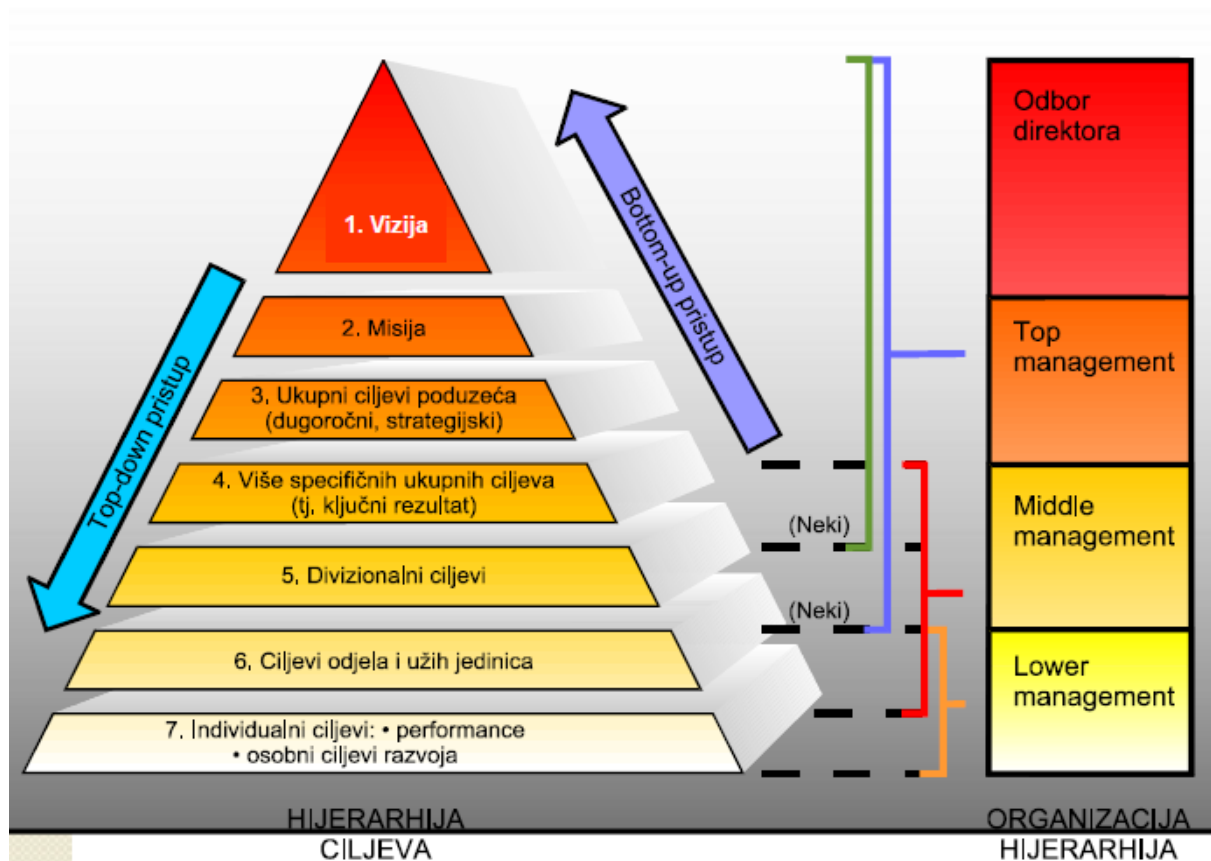 1. Vizija
2. Misija
3. Ukupni ciljevi poduzeća
(dugoročni, strategijski)
4. Više specifičnih ukupnih ciljeva
(tj. ključni rezultat)
5. Divizionalni ciljevi
6. Ciljevi odjela i užih jedinica
7. Individualni ciljevi: • performance
• osobni ciljevi razvoja
Top-down pristup
Bottom-up pristup
(Neki)
(Neki)
Odbor
direktora
Top
management
Middle
management
Lower
management
HIJERARHIJA
CILJEVA
ORGANIZACIJA
HIJERARHIJA